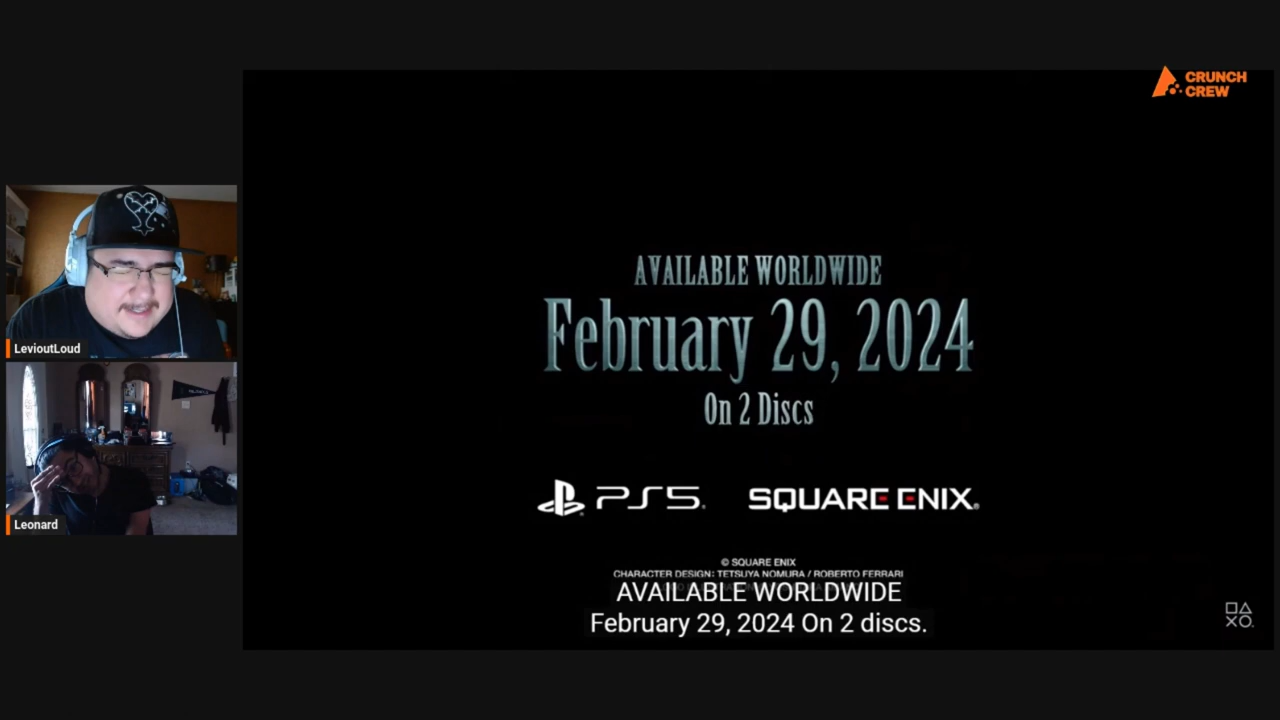 CRUNCH
CREW
AVAILABLE WORLDWIDE
February 29, 2024
On 2 Discs
PS5
SQUARE ENIX
© SQUARE ENIX
CHARACTER DESIGN: TETSUYA NOMURA / ROBERTO FERRARI
AVAILABLE WORLDWIDE
February 29, 2024 On 2 discs.
LevioutLoud
Leonard